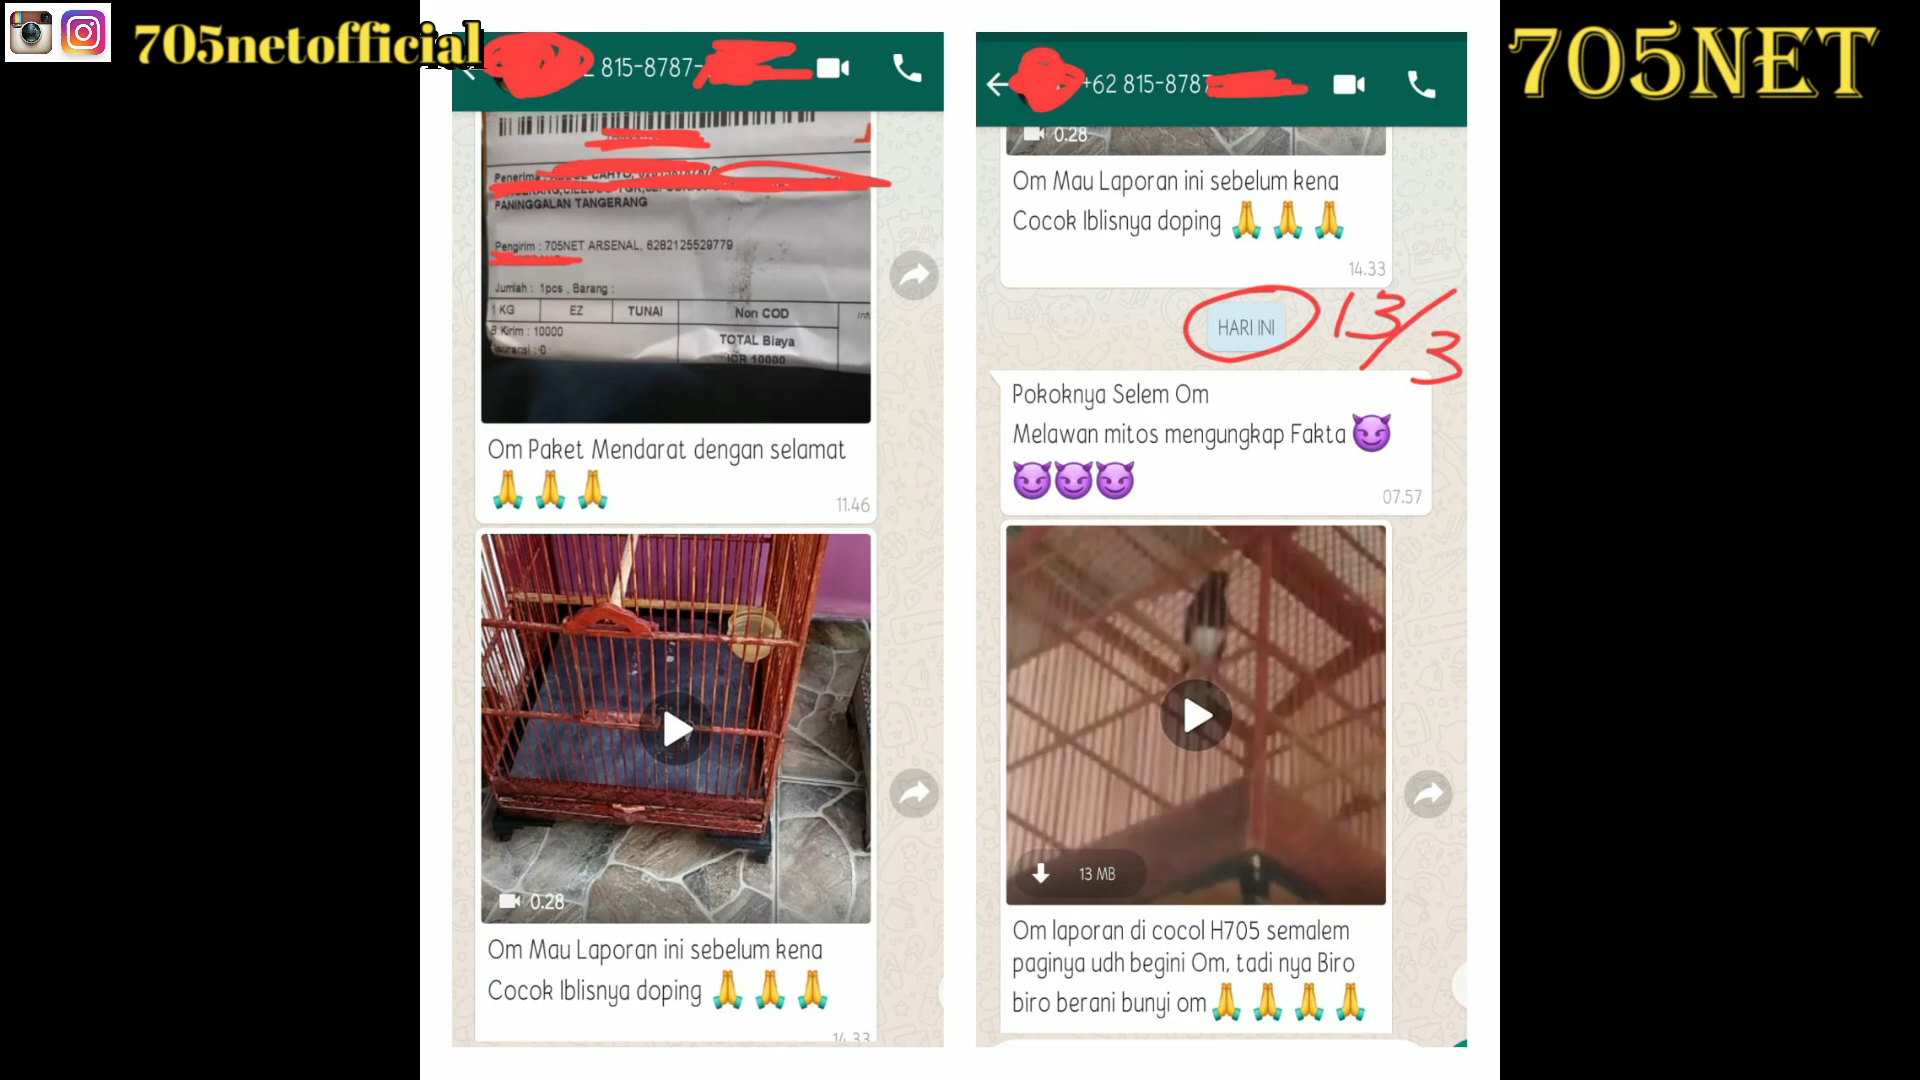 705netofficial
705NET
815-8787-
Penerima
PANINGGALAN TANGERANG
Pengirim : 705NET ARSENAL, 6282125529779
Jumlah : 1pcs , Barang :
1 KG EZ TUNAI Non COD
B.Kirim : 10000
TOTAL Biaya
IDR 10000
Om Paket Mendarat dengan selamat
🙏 🙏 🙏
11.46
0.28
Om Mau Laporan ini sebelum kena
Cocok Iblisnya doping 🙏 🙏 🙏
14.33
+62 815-8787
0.28
Om Mau Laporan ini sebelum kena
Cocok Iblisnya doping 🙏 🙏 🙏
14.33
HARI INI
13/3
Pokoknya Selem Om
Melawan mitos mengungkap Fakta 😈
😈😈😈
07.57
13 MB
Om laporan di cocol H705 semalem
paginya udh begini Om, tadi nya Biro
biro berani bunyi om 🙏 🙏 🙏 🙏